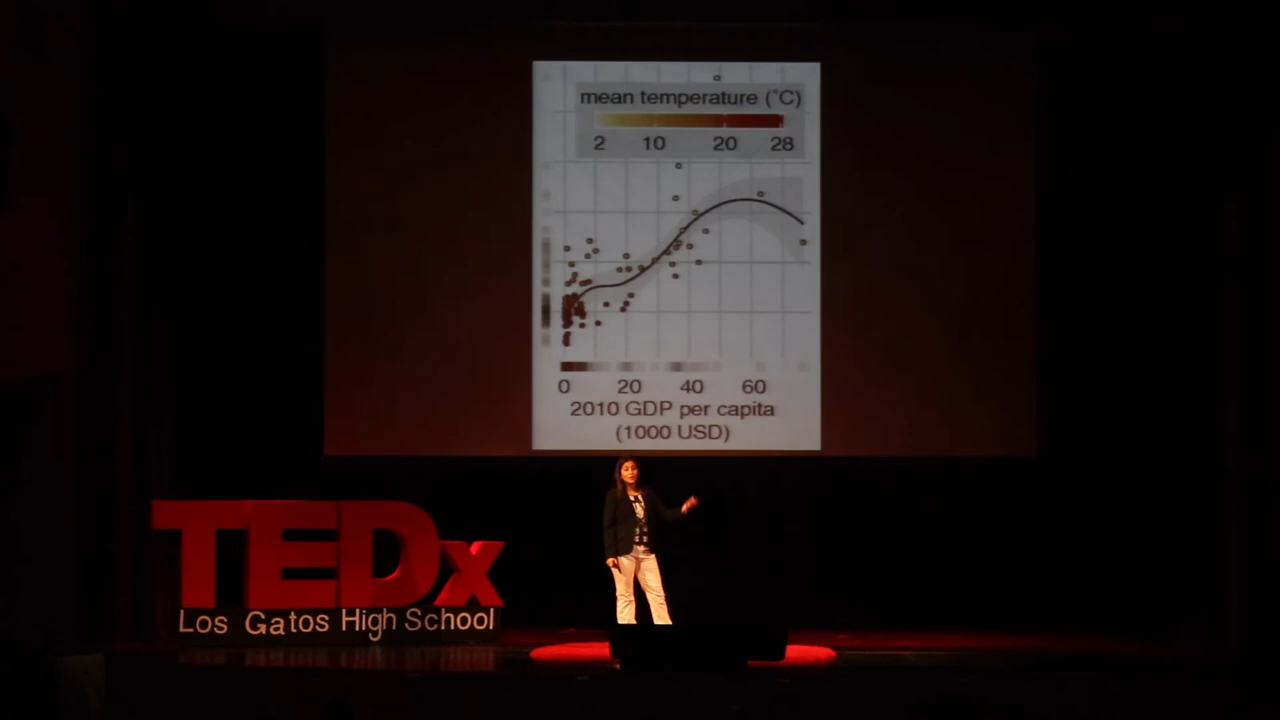 mean temperature (˚C)
2 10 20 28
0 20 40 60
2010 GDP per capita
(1000 USD)
TEDx
Los Gatos High School